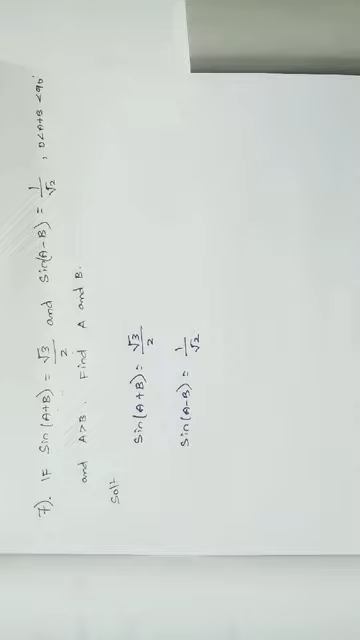 7). If Sin(A+B) = √3/2 and Sin(A-B) = 1/√2, 0<A+B<90°
and A>B. Find A and B.
Sol:
Sin(A+B) = √3/2
Sin(A-B) = 1/√2